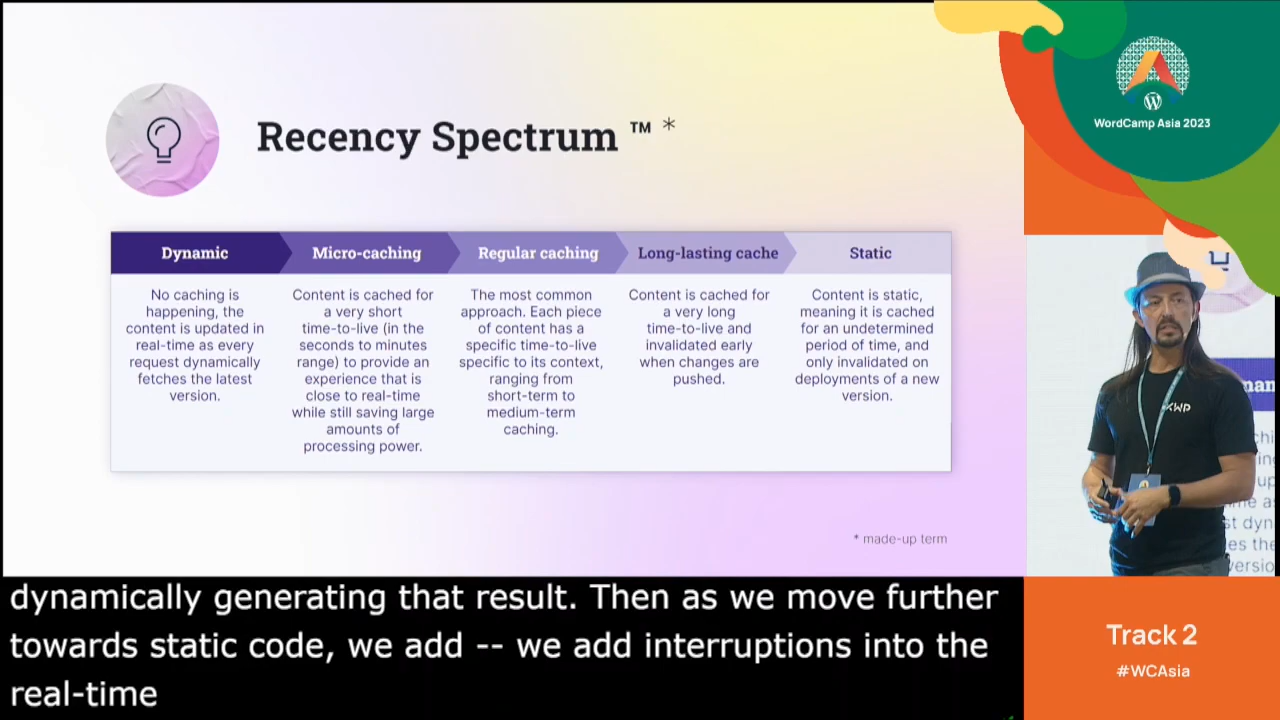 Recency Spectrum ™ *
Dynamic
No caching is
happening, the
content is updated in
real-time as every
request dynamically
fetches the latest
version.
Micro-caching
Content is cached for
a very short
time-to-live (in the
seconds to minutes
range) to provide an
experience that is
close to real-time
while still saving large
amounts of
processing power.
Regular caching
The most common
approach. Each piece
of content has a
specific time-to-live
specific to its context,
ranging from
short-term to
medium-term
caching.
Long-lasting cache
Content is cached for
a very long
time-to-live and
invalidated early
when changes are
pushed.
Static
Content is static,
meaning it is cached
for an undetermined
period of time, and
only invalidated on
deployments of a new
version.
* made-up term
WordCamp Asia 2023
XWP
dynamically generating that result. Then as we move further
towards static code, we add -- we add interruptions into the
real-time
Track 2
#WCAsia